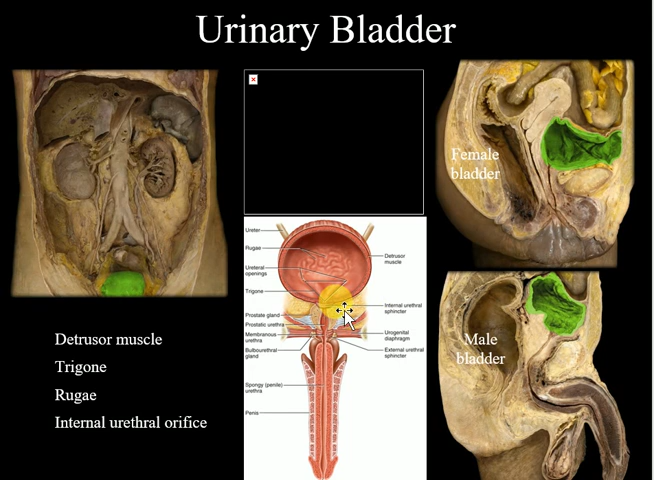 Urinary Bladder
Female
bladder
Ureter
Rugae
Ureteral
openings
Trigone
Prostate gland
Prostatic urethra
Membranous
urethra
Bulbourethral
gland
Spongy (penile)
urethra
Penis
Detrusor
muscle
Internal urethral
sphincter
Urogenital
diaphragm
External urethral
sphincter
Male
bladder
Detrusor muscle
Trigone
Rugae
Internal urethral orifice